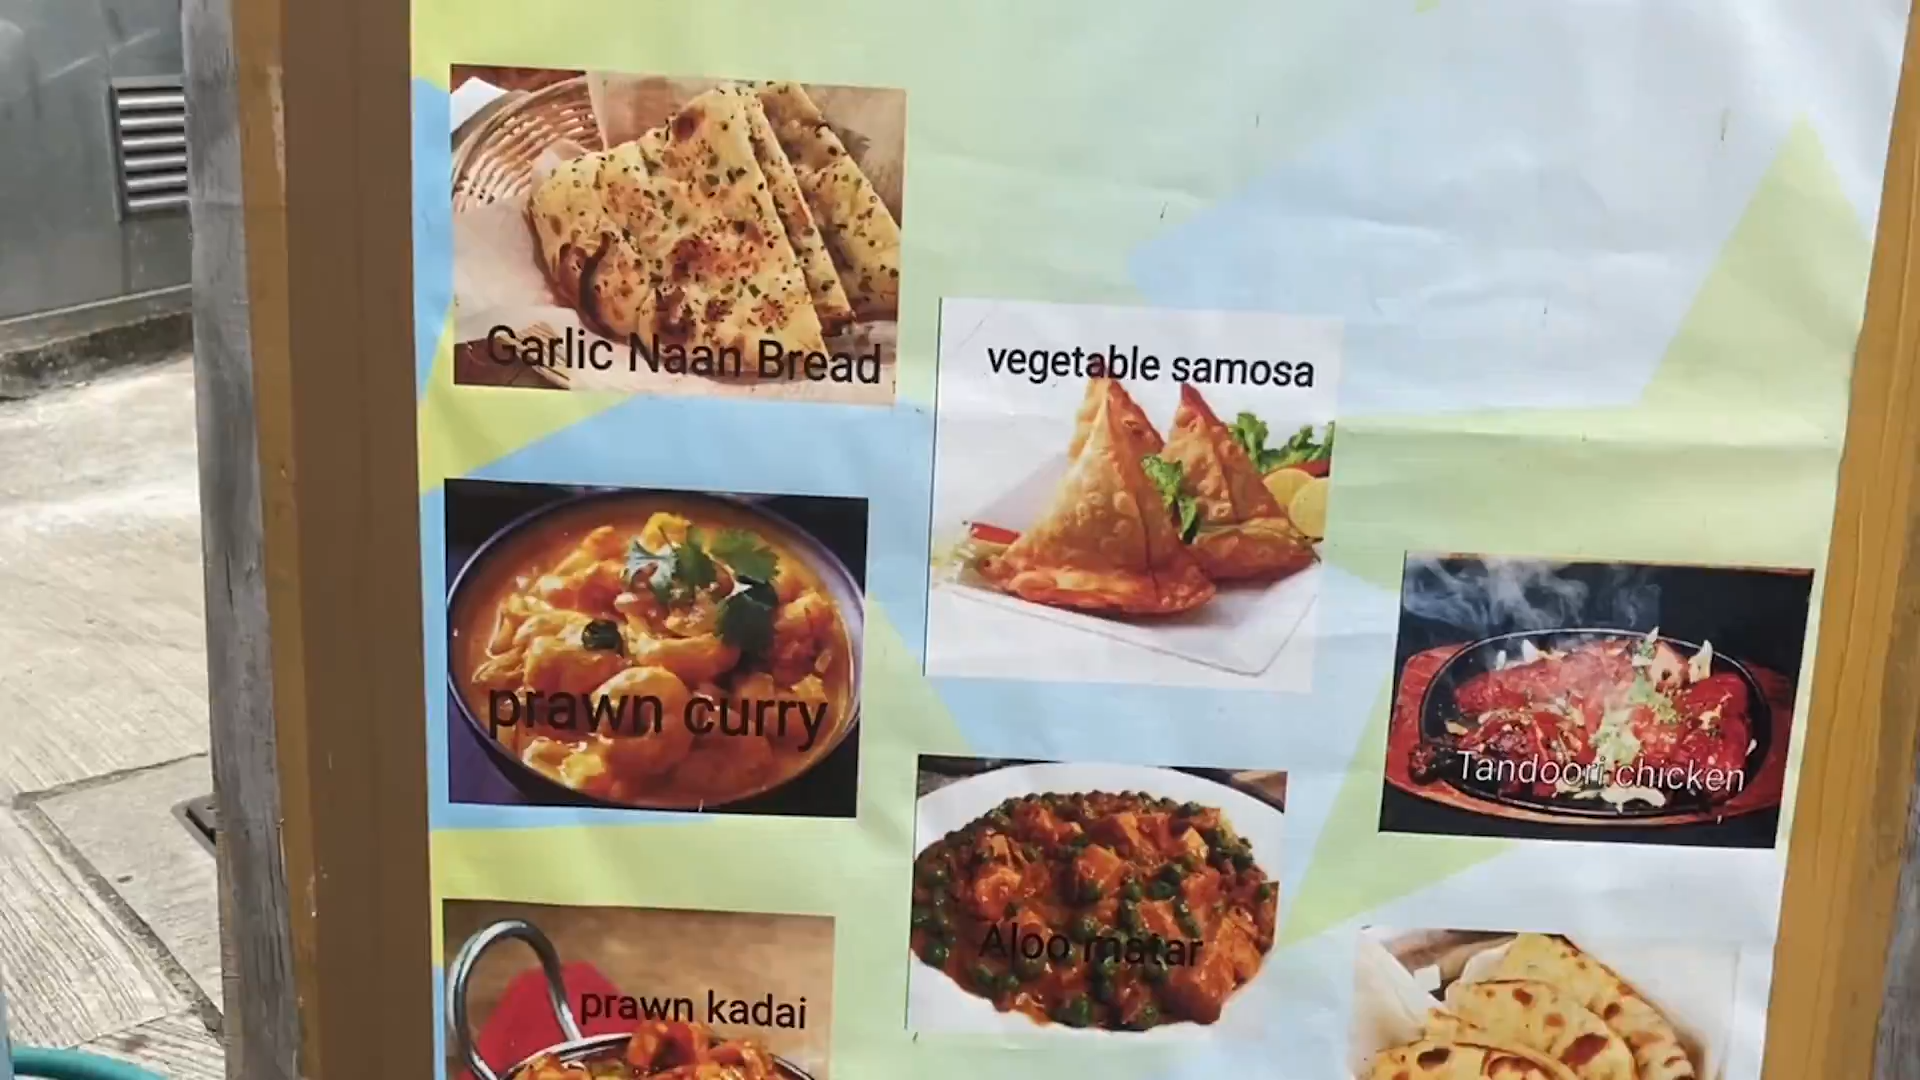 Garlic Naan Bread
vegetable samosa
prawn curry
Tandoori chicken
Aloo matar
prawn kadai